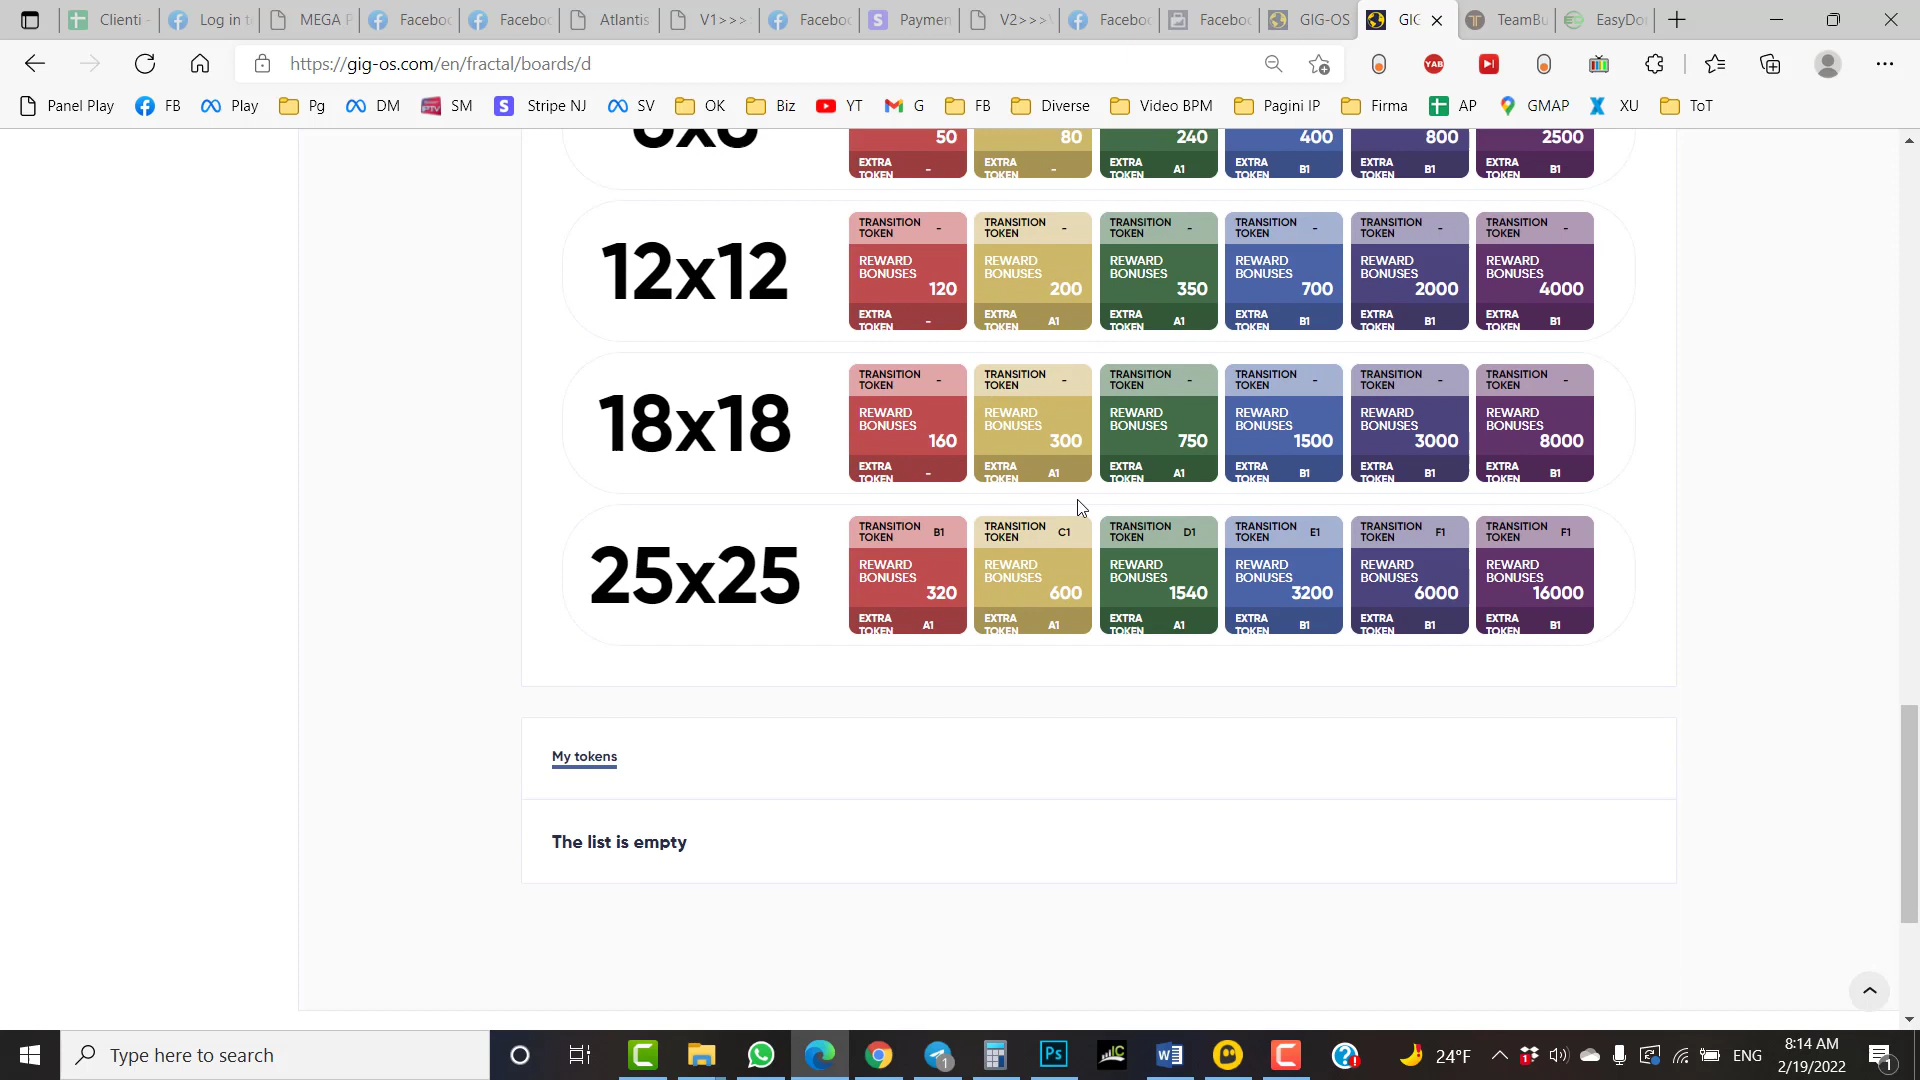 Clienti -
Log in t
MEGA P
Faceboo
Faceboo
Atlantis
V1>>>
Faceboo
Paymen
V2>>>
Faceboo
Faceboo
GIG-OS
GIG
TeamBu
EasyDo
https://gig-os.com/en/fractal/boards/d
YAB
Panel Play
FB
Play
Pg
DM
SM
Stripe NJ
SV
OK
Biz
YT
G
FB
Diverse
Video BPM
Pagini IP
Firma
AP
GMAP
XU
ToT
50 80 240 400 800 2500
EXTRA TOKEN - EXTRA TOKEN - EXTRA TOKEN A1 EXTRA TOKEN B1 EXTRA TOKEN B1 EXTRA TOKEN B1
12x12
TRANSITION TOKEN - TRANSITION TOKEN - TRANSITION TOKEN - TRANSITION TOKEN - TRANSITION TOKEN - TRANSITION TOKEN -
REWARD BONUSES 120 REWARD BONUSES 200 REWARD BONUSES 350 REWARD BONUSES 700 REWARD BONUSES 2000 REWARD BONUSES 4000
EXTRA TOKEN - EXTRA TOKEN A1 EXTRA TOKEN A1 EXTRA TOKEN B1 EXTRA TOKEN B1 EXTRA TOKEN B1
18x18
TRANSITION TOKEN - TRANSITION TOKEN - TRANSITION TOKEN - TRANSITION TOKEN - TRANSITION TOKEN - TRANSITION TOKEN -
REWARD BONUSES 160 REWARD BONUSES 300 REWARD BONUSES 750 REWARD BONUSES 1500 REWARD BONUSES 3000 REWARD BONUSES 8000
EXTRA TOKEN - EXTRA TOKEN A1 EXTRA TOKEN A1 EXTRA TOKEN B1 EXTRA TOKEN B1 EXTRA TOKEN B1
25x25
TRANSITION TOKEN B1 TRANSITION TOKEN C1 TRANSITION TOKEN D1 TRANSITION TOKEN E1 TRANSITION TOKEN F1 TRANSITION TOKEN F1
REWARD BONUSES 320 REWARD BONUSES 600 REWARD BONUSES 1540 REWARD BONUSES 3200 REWARD BONUSES 6000 REWARD BONUSES 16000
EXTRA TOKEN A1 EXTRA TOKEN A1 EXTRA TOKEN A1 EXTRA TOKEN B1 EXTRA TOKEN B1 EXTRA TOKEN B1
My tokens
The list is empty
Type here to search
Ps
24°F
ENG
8:14 AM
2/19/2022